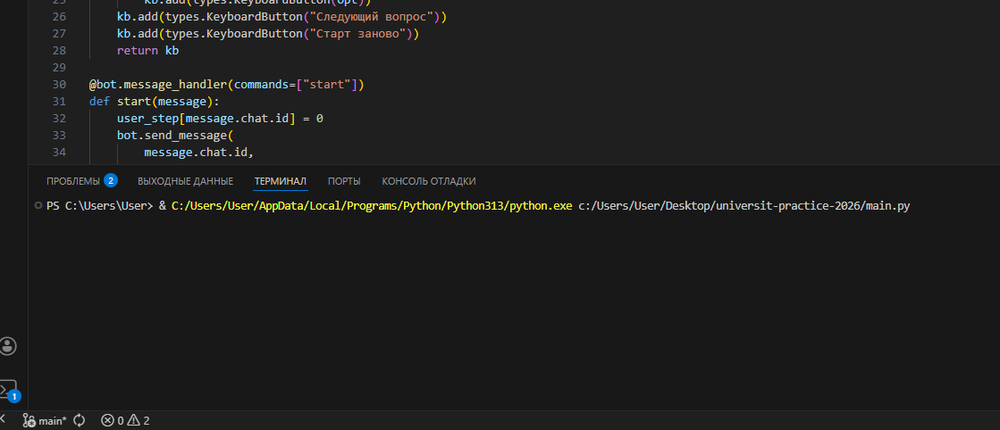 25 kb.add(types.KeyboardButton(opt))
26 kb.add(types.KeyboardButton("Следующий вопрос"))
27 kb.add(types.KeyboardButton("Старт заново"))
28 return kb
29
30 @bot.message_handler(commands=["start"])
31 def start(message):
32 user_step[message.chat.id] = 0
33 bot.send_message(
34 message.chat.id,
ПРОБЛЕМЫ 2 ВЫХОДНЫЕ ДАННЫЕ ТЕРМИНАЛ ПОРТЫ КОНСОЛЬ ОТЛАДКИ
PS C:\Users\User> & C:/Users/User/AppData/Local/Programs/Python/Python313/python.exe c:/Users/User/Desktop/universit-practice-2026/main.py
1
main* 0 2